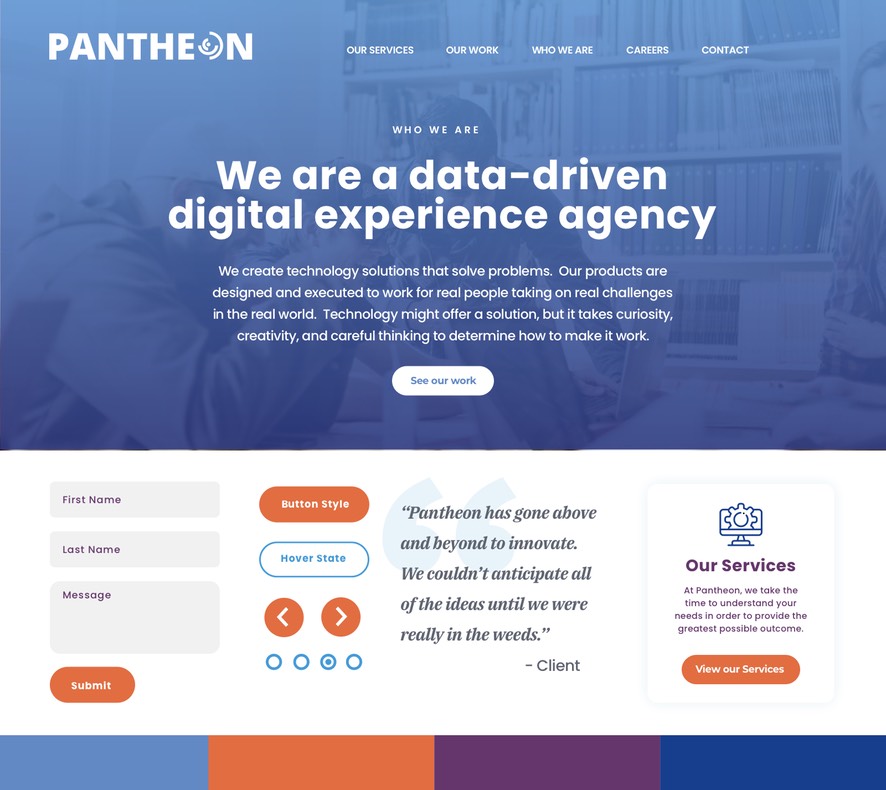 PANTHEON
OUR SERVICES OUR WORK WHO WE ARE CAREERS CONTACT
WHO WE ARE
We are a data-driven
digital experience agency
We create technology solutions that solve problems.  Our products are
designed and executed to work for real people taking on real challenges
in the real world.  Technology might offer a solution, but it takes curiosity,
creativity, and careful thinking to determine how to make it work.
See our work
First Name
Last Name
Message
Submit
Button Style
Hover State
“Pantheon has gone above
and beyond to innovate.
We couldn’t anticipate all
of the ideas until we were
really in the weeds.”
- Client
Our Services
At Pantheon, we take the
time to understand your
needs in order to provide the
greatest possible outcome.
View our Services